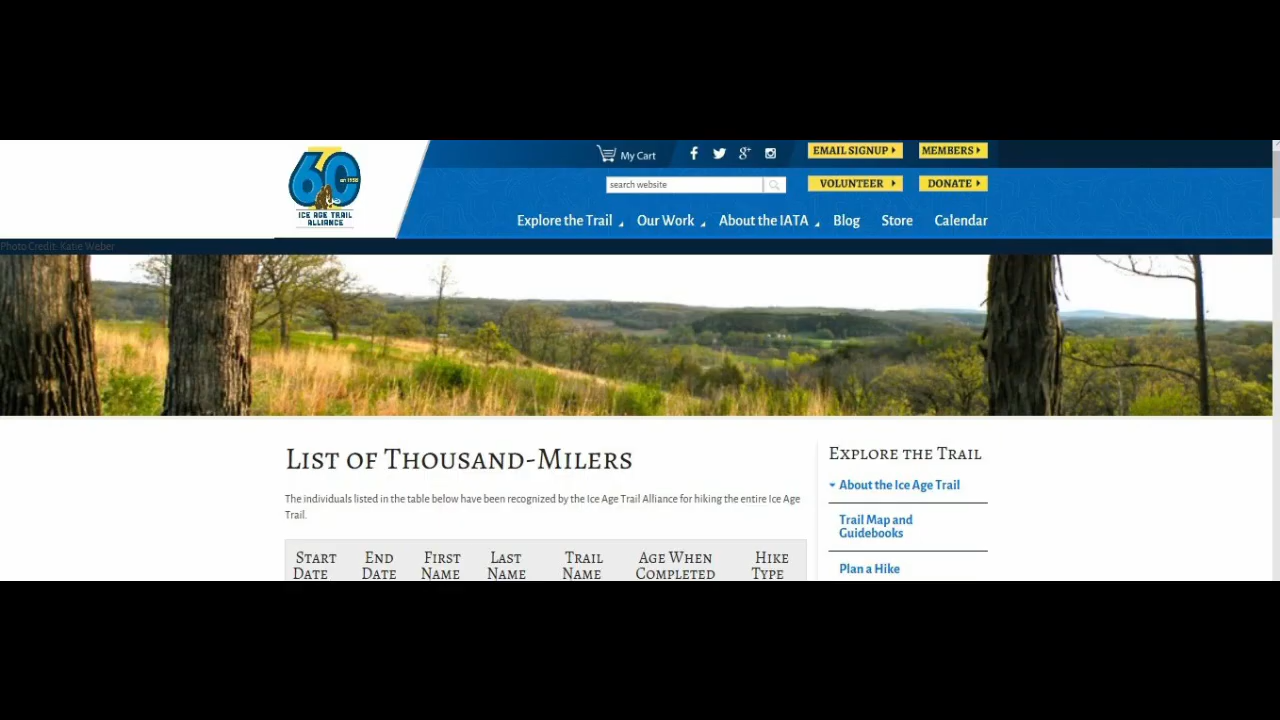 60
SINCE 1958
ICE AGE TRAIL
ALLIANCE
My Cart
EMAIL SIGNUP
MEMBERS
search website
VOLUNTEER
DONATE
Explore the Trail
Our Work
About the IATA
Blog
Store
Calendar
Photo Credit: Katie Weber
List of Thousand-Milers
The individuals listed in the table below have been recognized by the Ice Age Trail Alliance for hiking the entire Ice Age
Trail.
Start Date
End Date
First Name
Last Name
Trail Name
Age When Completed
Hike Type
Explore the Trail
About the Ice Age Trail
Trail Map and
Guidebooks
Plan a Hike